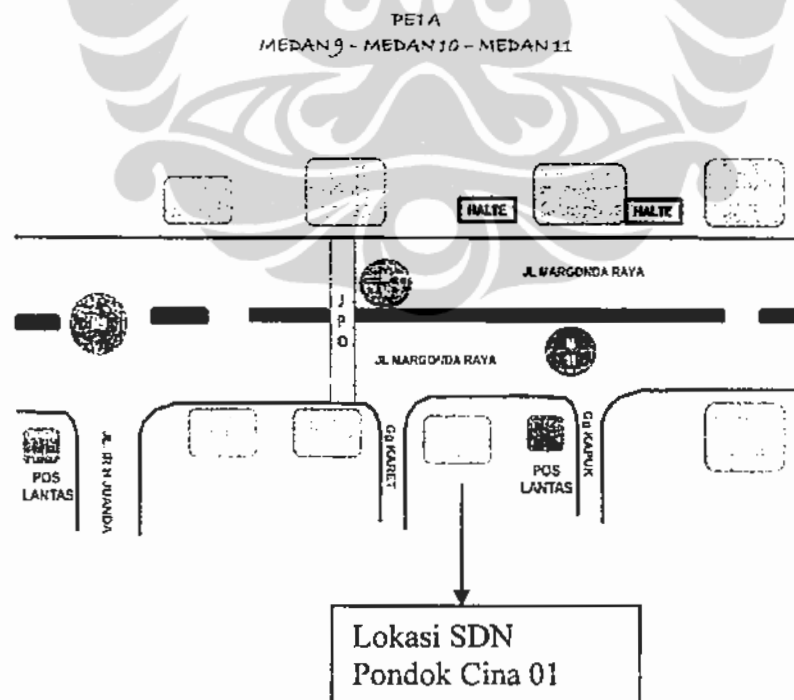 PETA
MEDAN 9 - MEDAN 10 - MEDAN 11
HALTE
HALTE
JL MARGONDA RAYA
JPO
JL MARGONDA RAYA
POS
LANTAS
JL. IR H JUANDA
Gg KARET
POS
LANTAS
Gg KAPUK
Lokasi SDN
Pondok Cina 01